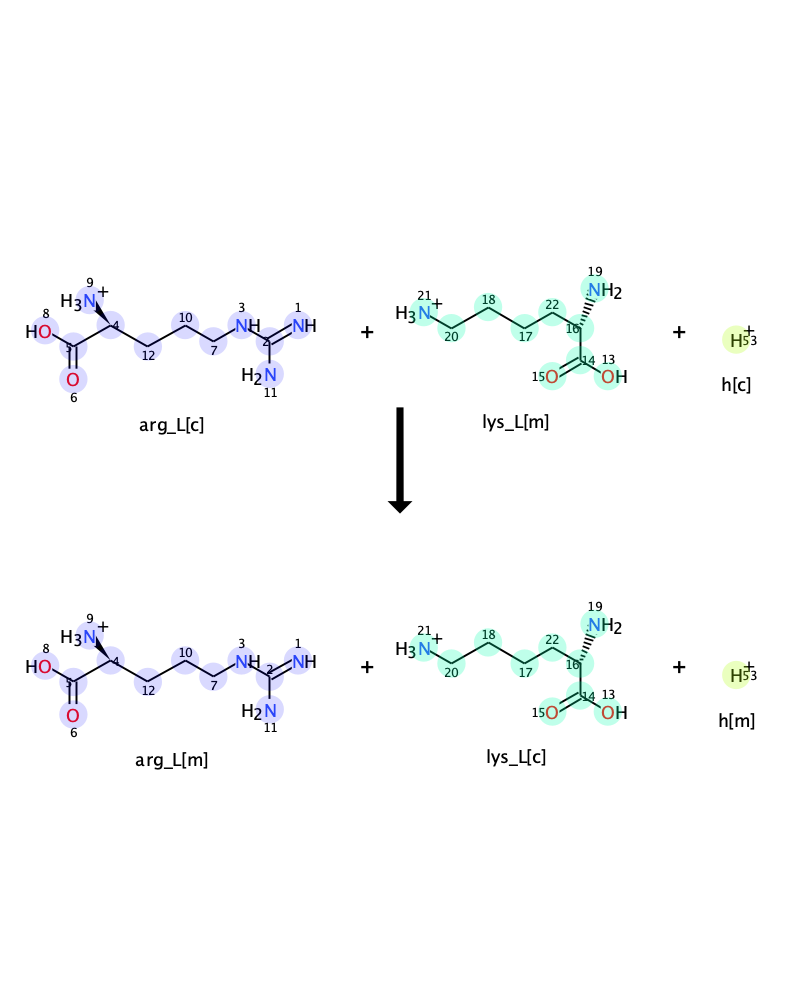 9
H₃N⁺
8
HO
5
4
12
10
7
3
NH
2
1
NH
H₂N
11
O
6
arg_L[c]
+
21
H₃N⁺
20
18
17
22
16
19
NH₂
14
13
OH
15 O
lys_L[m]
+
H⁺
53
h[c]
9
H₃N⁺
8
HO
5
4
12
10
7
3
NH
2
1
NH
H₂N
11
O
6
arg_L[m]
+
21
H₃N⁺
20
18
17
22
16
19
NH₂
14
13
OH
15 O
lys_L[c]
+
H⁺
53
h[m]